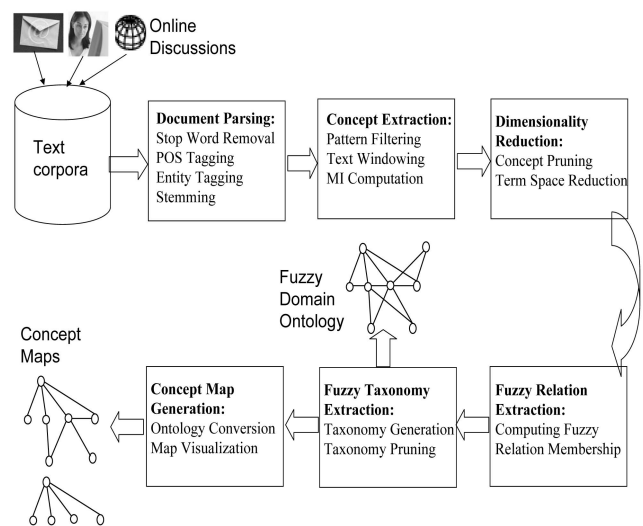 Online
Discussions
Text
corpora
Document Parsing:
Stop Word Removal
POS Tagging
Entity Tagging
Stemming
Concept Extraction:
Pattern Filtering
Text Windowing
MI Computation
Dimensionality
Reduction:
Concept Pruning
Term Space Reduction
Fuzzy
Domain
Ontology
Concept
Maps
Concept Map
Generation:
Ontology Conversion
Map Visualization
Fuzzy Taxonomy
Extraction:
Taxonomy Generation
Taxonomy Pruning
Fuzzy Relation
Extraction:
Computing Fuzzy
Relation Membership